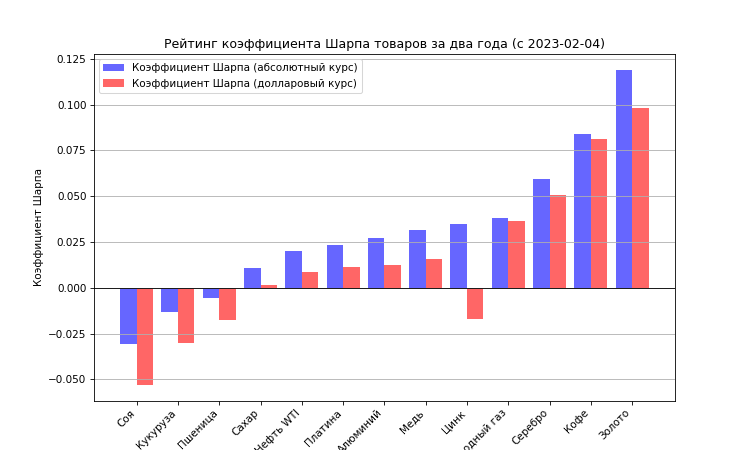 Рейтинг коэффициента Шарпа товаров за два года (с 2023-02-04)
Коэффициент Шарпа (абсолютный курс)
Коэффициент Шарпа (долларовый курс)
Коэффициент Шарпа
0.125
0.100
0.075
0.050
0.025
0.000
−0.025
−0.050
Соя
Кукуруза
Пшеница
Сахар
Нефть WTI
Платина
Алюминий
Медь
Цинк
одный газ
Серебро
Кофе
Золото